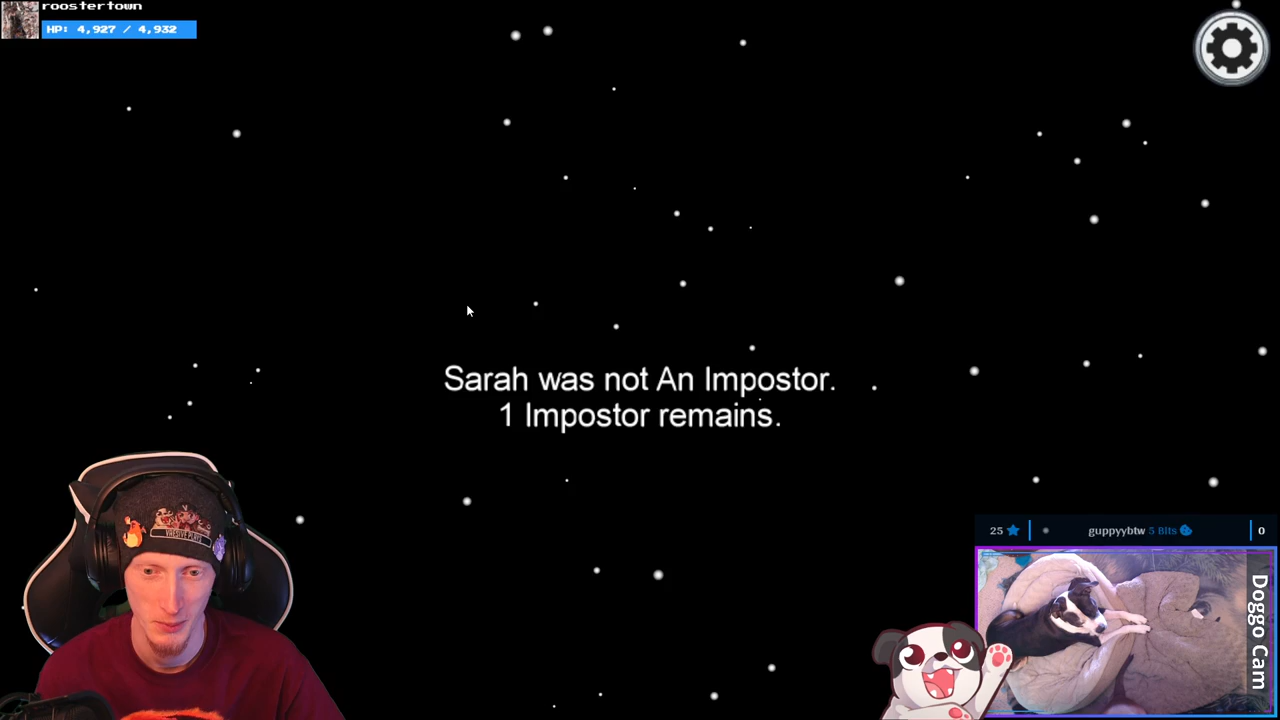 roostertown
HP: 4,927 / 4,932
Sarah was not An Impostor.
1 Impostor remains.
25
guppyybtw 5 Bits
0
Doggo Cam